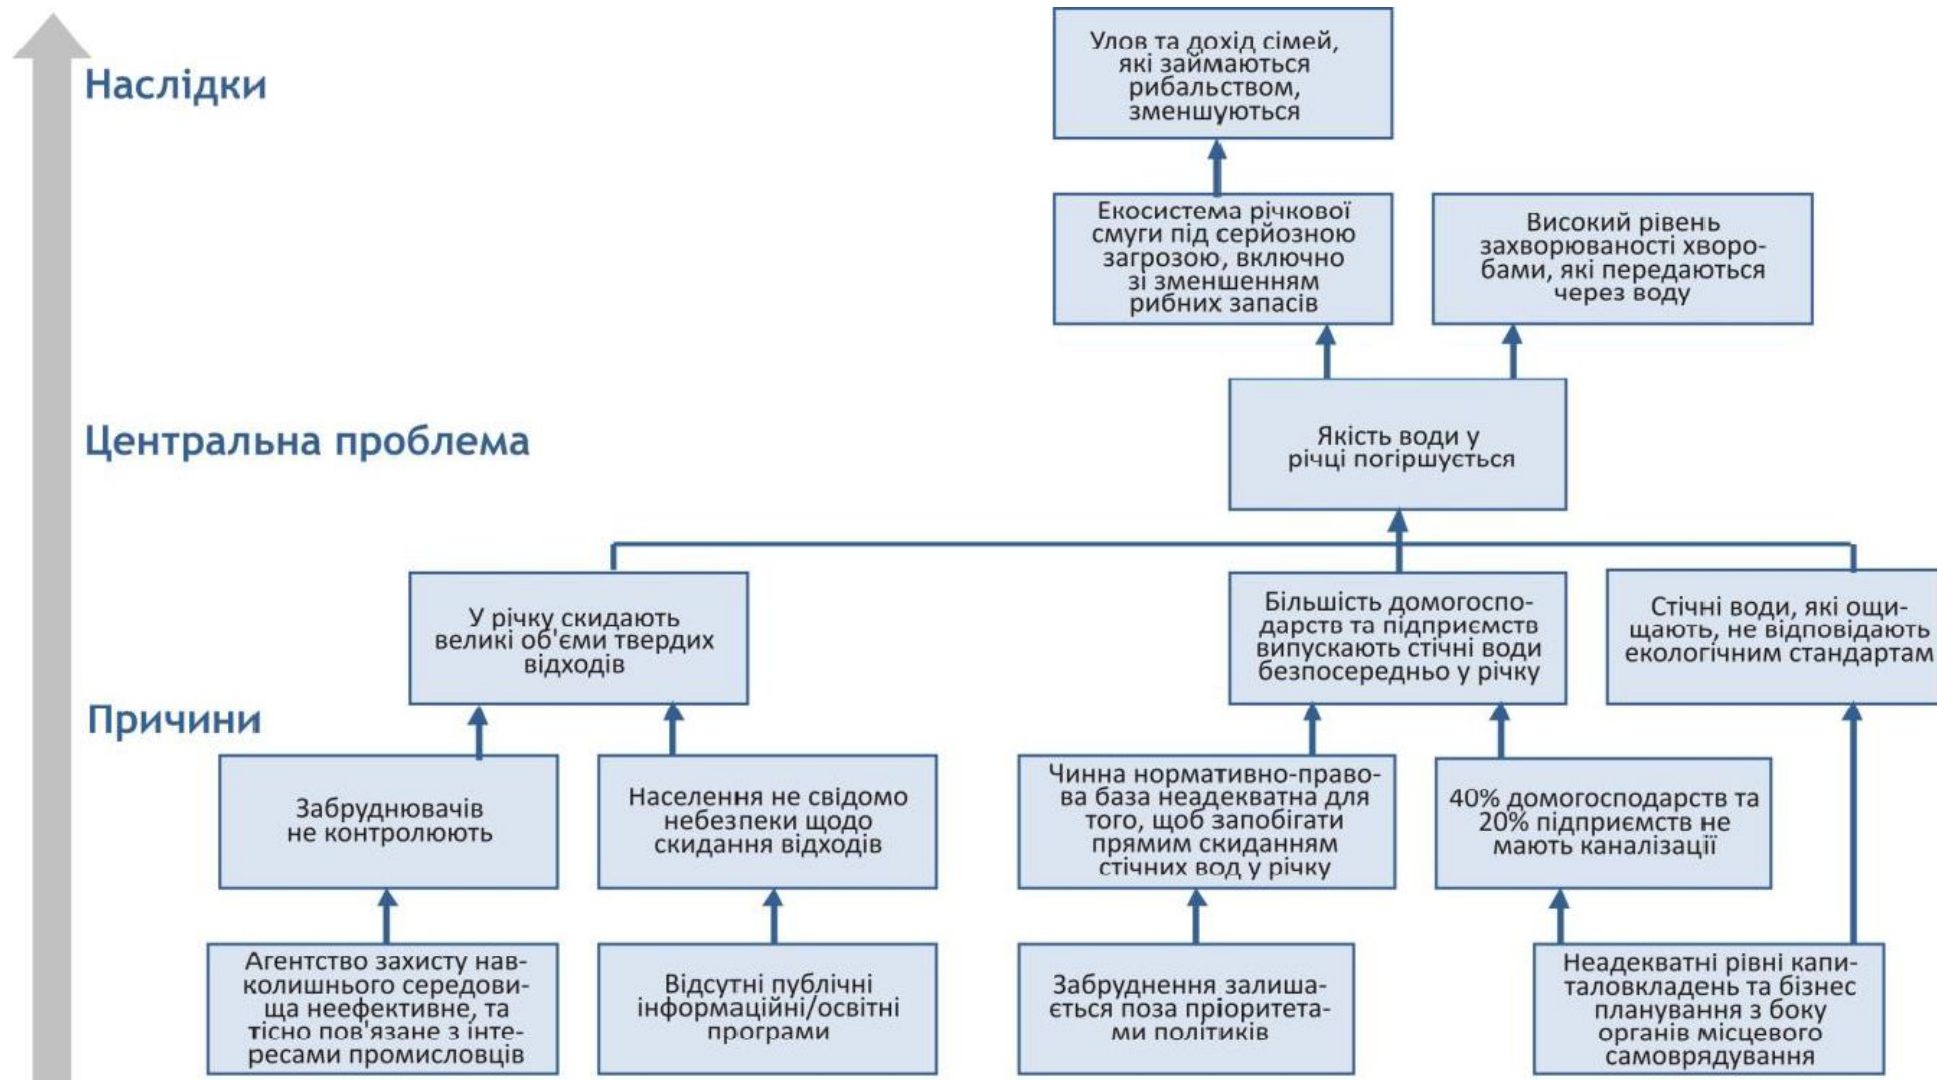 Наслідки
Улов та дохід сімей,
які займаються
рибальством,
зменшуються
Екосистема річкової
смуги під серйозною
загрозою, включно
зі зменшенням
рибних запасів
Високий рівень
захворюваності хворо-
бами, які передаються
через воду
Центральна проблема
Якість води у
річці погіршується
У річку скидають
великі об'єми твердих
відходів
Більшість домогоспо-
дарств та підприємств
випускають стічні води
безпосередньо у річку
Стічні води, які ощи-
щають, не відповідають
екологічним стандартам
Причини
Забруднювачів
не контролюють
Населення не свідомо
небезпеки щодо
скидання відходів
Чинна нормативно-право-
ва база неадекватна для
того, щоб запобігати
прямим скиданням
стічних вод у річку
40% домогосподарств та
20% підприємств не
мають каналізації
Агентство захисту нав-
колишнього середови-
ща неефективне, та
тісно пов'язане з інте-
ресами промисловців
Відсутні публічні
інформаційні/освітні
програми
Забруднення залиша-
ється поза пріоритета-
ми політиків
Неадекватні рівні капи-
таловкладень та бізнес
планування з боку
органів місцевого
самоврядування